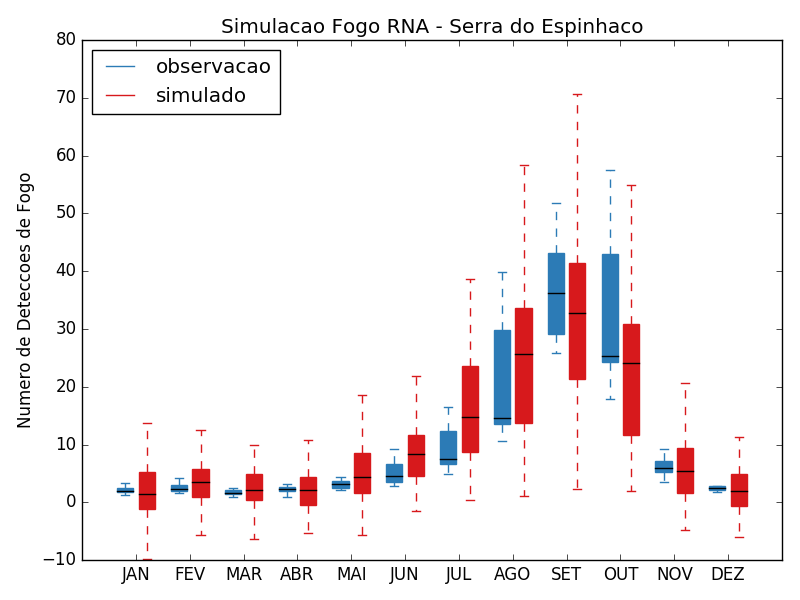 Simulacao Fogo RNA - Serra do Espinhaco
observacao
simulado
Numero de Deteccoes de Fogo
80
70
60
50
40
30
20
10
0
−10
JAN FEV MAR ABR MAI JUN JUL AGO SET OUT NOV DEZ